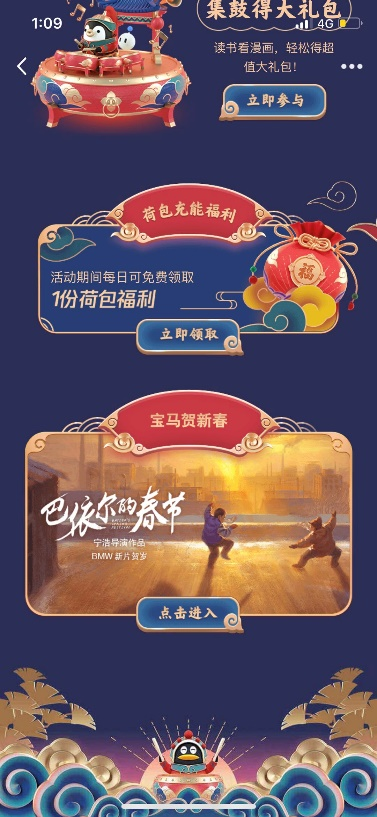 集鼓得大礼包
1:09
4G
读书看漫画，轻松得超
值大礼包！
立即参与
荷包充能福利
活动期间每日可免费领取
1份荷包福利
福
立即领取
宝马贺新春
巴依尔的春节
宁浩导演作品
BMW 新片贺岁
点击进入